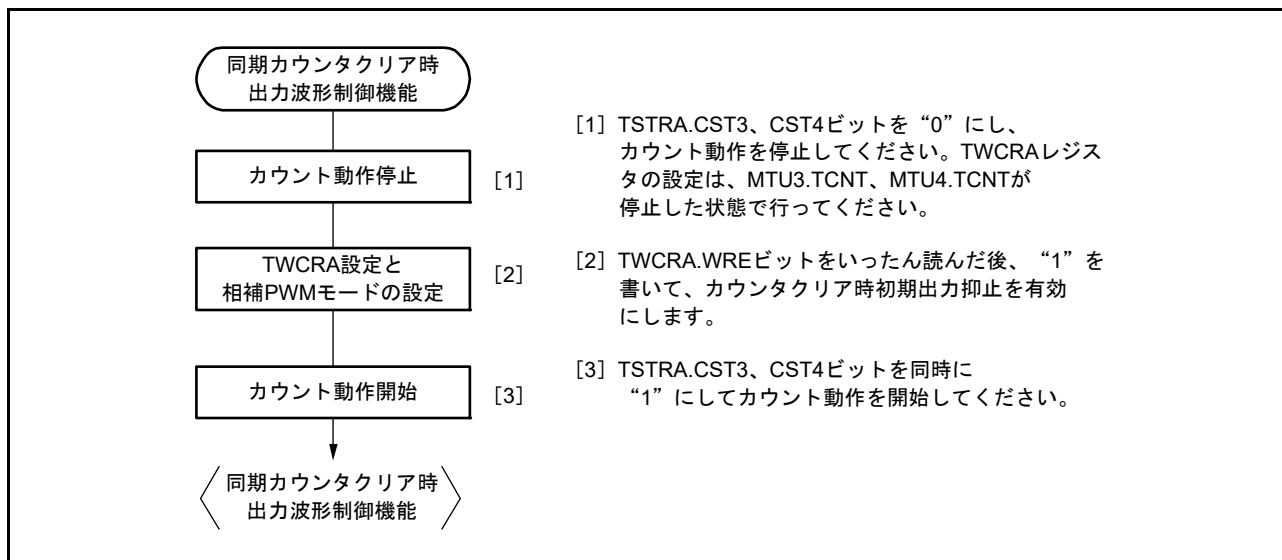 同期カウンタクリア時
出力波形制御機能
カウント動作停止
[1]
[1] TSTRA.CST3、CST4ビットを“0”にし、
カウント動作を停止してください。TWCRAレジス
タの設定は、MTU3.TCNT、MTU4.TCNTが
停止した状態で行ってください。
TWCRA設定と
相補PWMモードの設定
[2]
[2] TWCRA.WREビットをいったん読んだ後、“1”を
書いて、カウンタクリア時初期出力抑止を有効
にします。
カウント動作開始
[3]
[3] TSTRA.CST3、CST4ビットを同時に
“1”にしてカウント動作を開始してください。
同期カウンタクリア時
出力波形制御機能